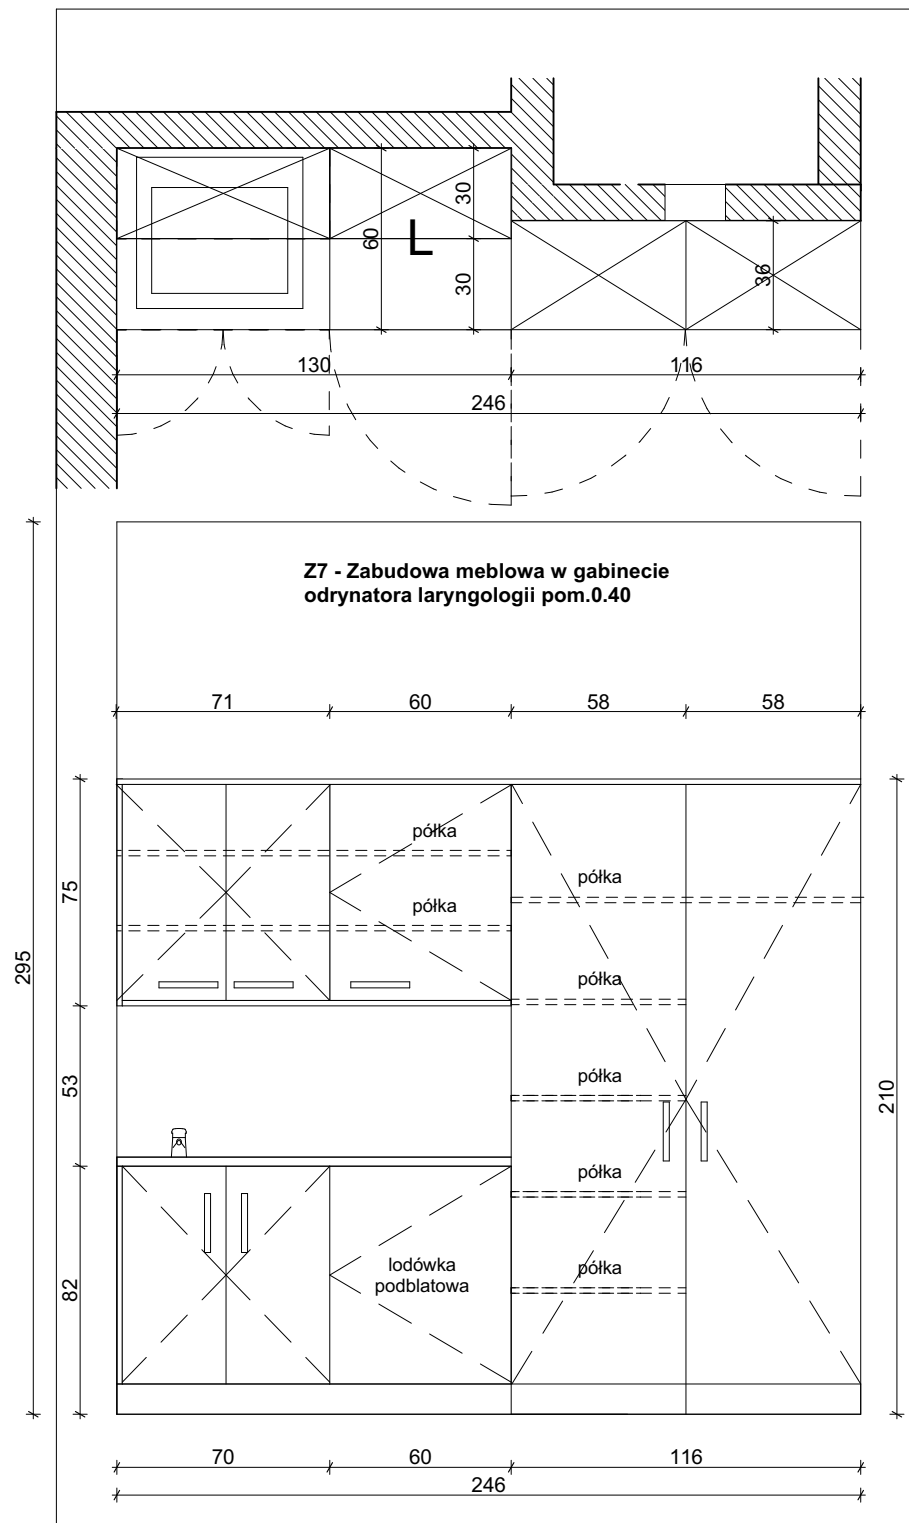 30
60
L
30
36
130
116
246
Z7 - Zabudowa meblowa w gabinecie
odrynatora laryngologii pom.0.40
71
60
58
58
półka
75
półka
półka
295
półka
53
półka
210
półka
82
lodówka
podblatowa
półka
70
60
116
246